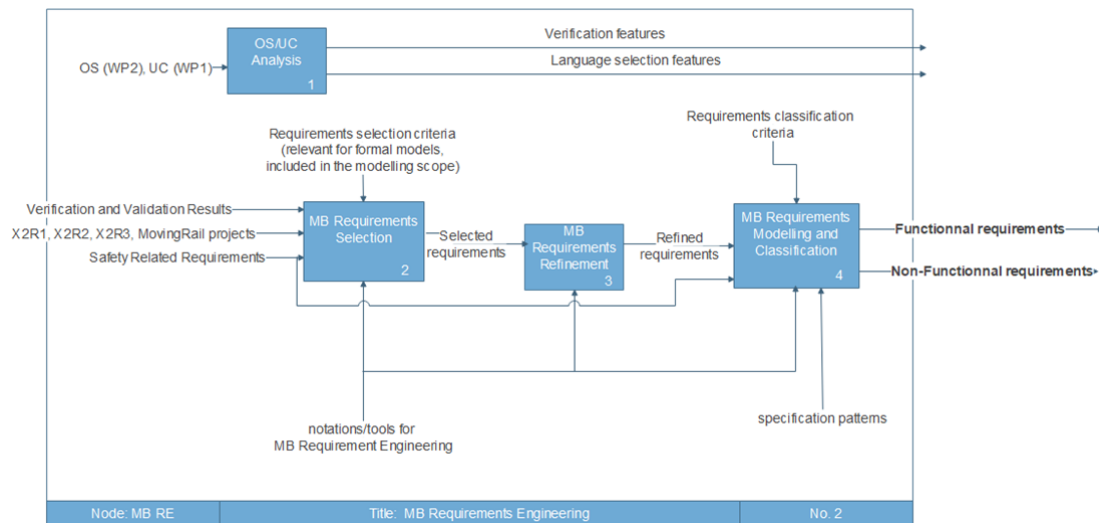 OS/UC
Analysis
1
OS (WP2), UC (WP1)
Verification features
Language selection features
Requirements selection criteria
(relevant for formal models,
included in the modelling scope)
Requirements classification
criteria
Verification and Validation Results
X2R1, X2R2, X2R3, MovingRail projects
Safety Related Requirements
MB Requirements
Selection
2
Selected
requirements
MB
Requirements
Refinement
3
Refined
requirements
MB Requirements
Modelling and
Classification
4
Functionnal requirements
Non-Functionnal requirements
notations/tools for
MB Requirement Engineering
specification patterns
Node: MB RE
Title: MB Requirements Engineering
No. 2